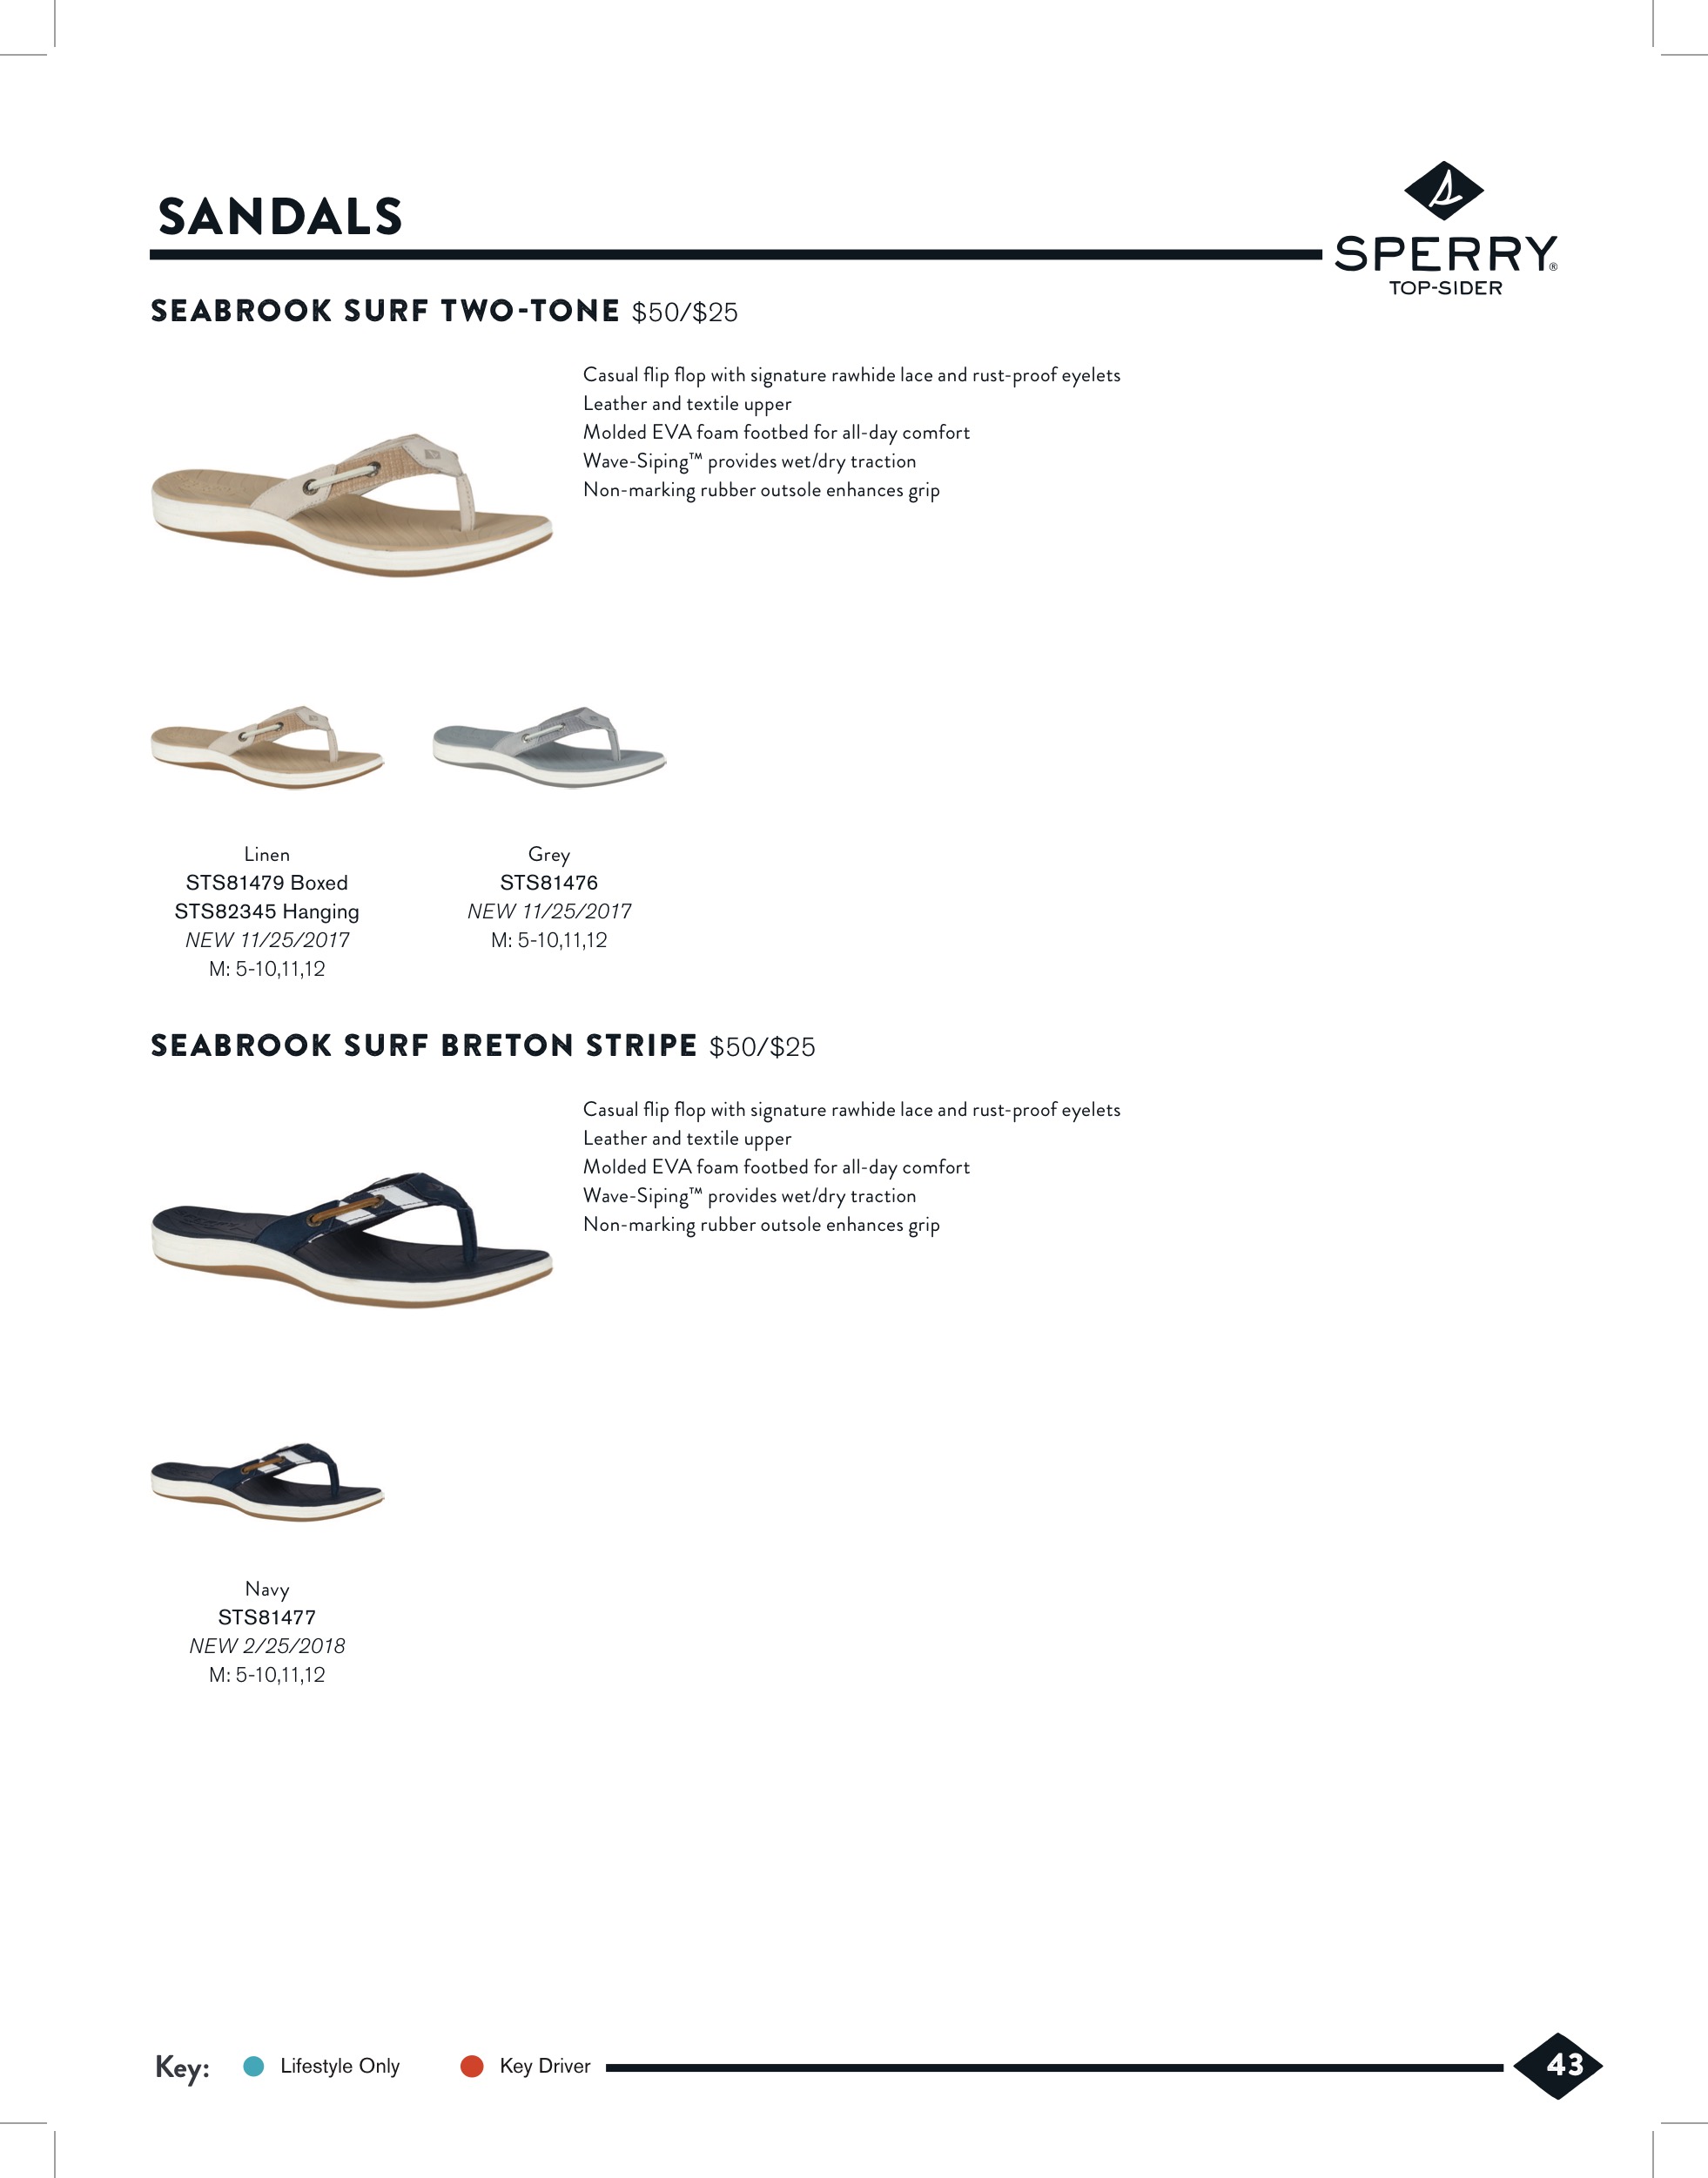 SANDALS
SPERRY®
TOP-SIDER
SEABROOK SURF TWO-TONE $50/$25
Casual flip flop with signature rawhide lace and rust-proof eyelets
Leather and textile upper
Molded EVA foam footbed for all-day comfort
Wave-Siping™ provides wet/dry traction
Non-marking rubber outsole enhances grip
Linen
STS81479 Boxed
STS82345 Hanging
NEW 11/25/2017
M: 5-10,11,12
Grey
STS81476
NEW 11/25/2017
M: 5-10,11,12
SEABROOK SURF BRETON STRIPE $50/$25
Casual flip flop with signature rawhide lace and rust-proof eyelets
Leather and textile upper
Molded EVA foam footbed for all-day comfort
Wave-Siping™ provides wet/dry traction
Non-marking rubber outsole enhances grip
Navy
STS81477
NEW 2/25/2018
M: 5-10,11,12
Key: Lifestyle Only Key Driver
43